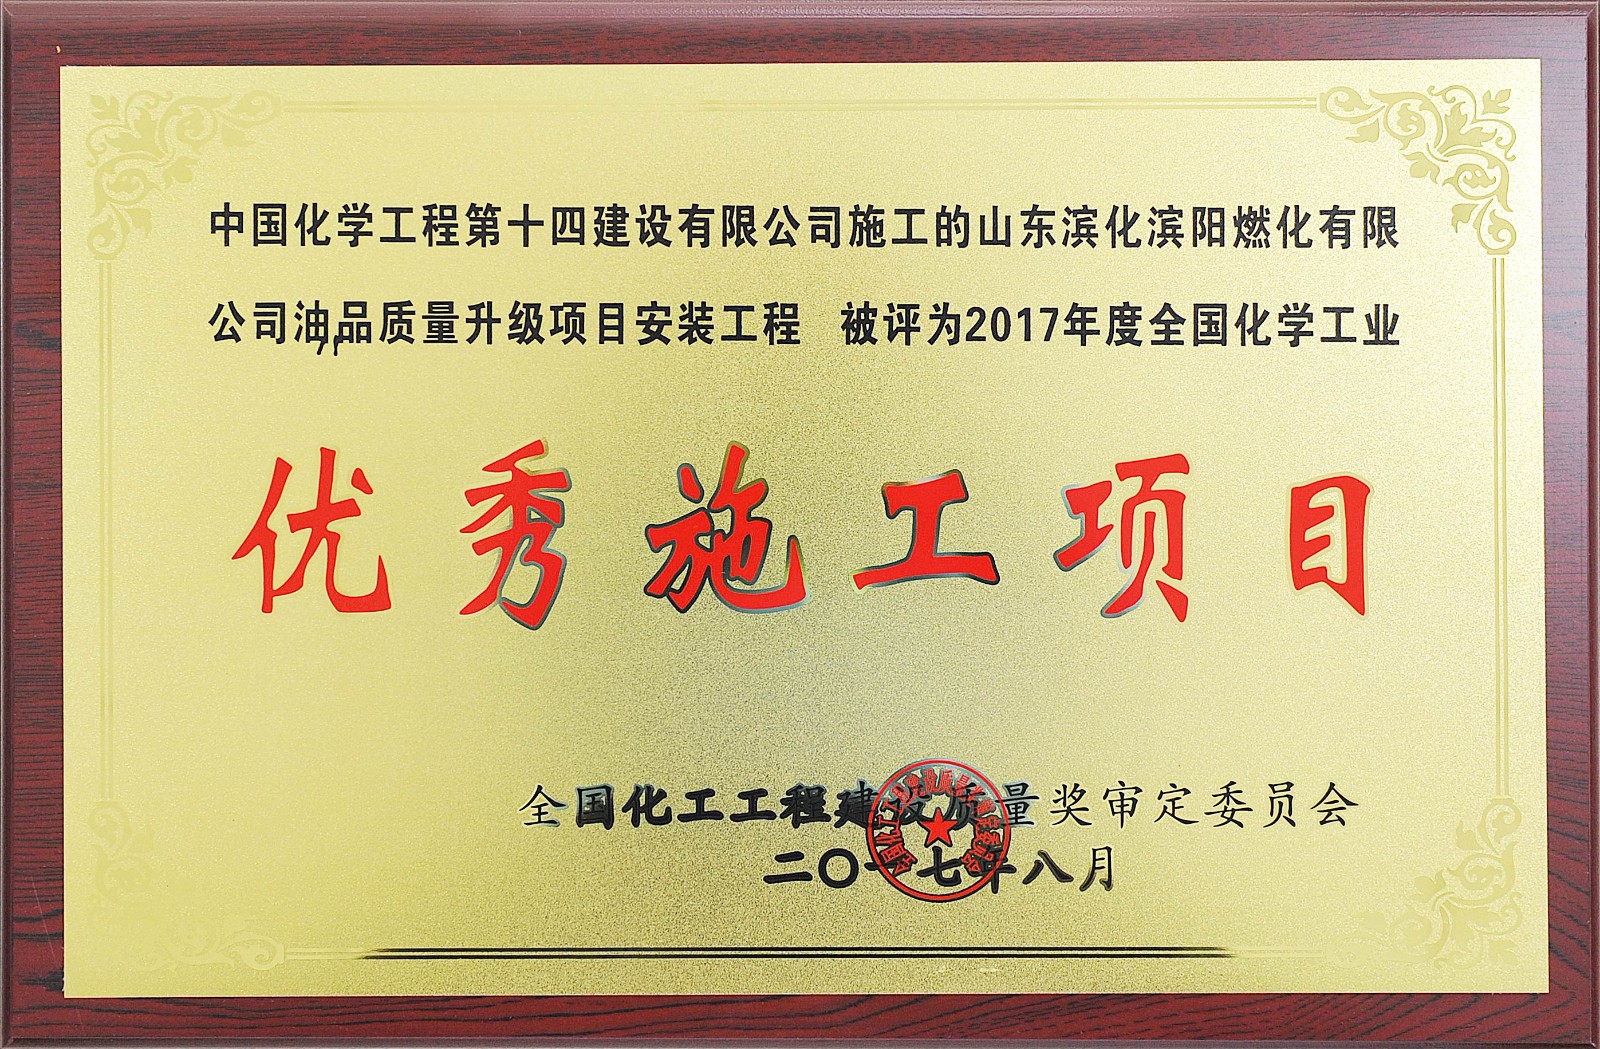 中国化学工程第十四建设有限公司施工的山东滨化滨阳燃化有限
公司油品质量升级项目安装工程 被评为2017年度全国化学工业
优秀施工项目
全国化工工程建设质量奖审定委员会
二〇一七年八月